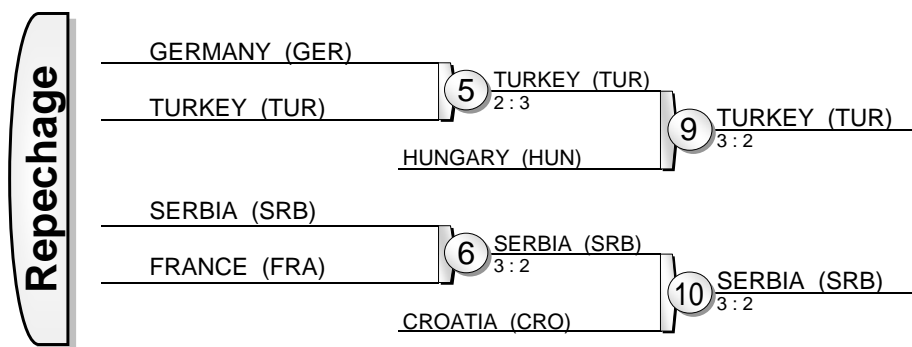 Repechage
GERMANY (GER)
TURKEY (TUR)
5
TURKEY (TUR)
2 : 3
HUNGARY (HUN)
9
TURKEY (TUR)
3 : 2
SERBIA (SRB)
FRANCE (FRA)
6
SERBIA (SRB)
3 : 2
CROATIA (CRO)
10
SERBIA (SRB)
3 : 2